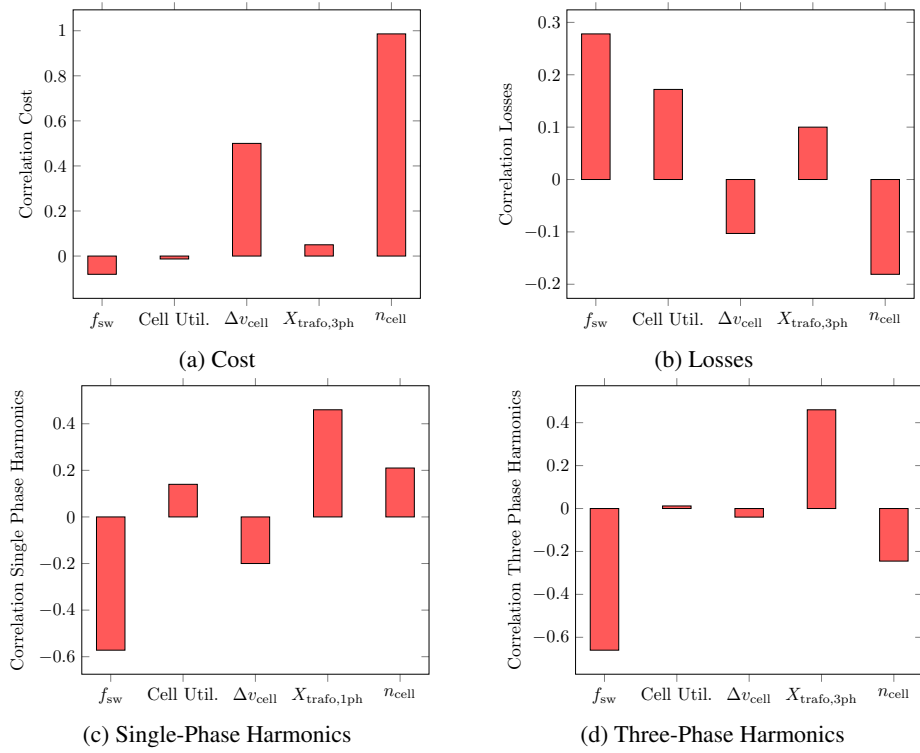 Correlation Cost
1
0.8
0.6
0.4
0.2
0
f_sw Cell Util. Δv_cell X_trafo,3ph n_cell
(a) Cost
Correlation Losses
0.3
0.2
0.1
0
−0.1
−0.2
f_sw Cell Util. Δv_cell X_trafo,3ph n_cell
(b) Losses
Correlation Single Phase Harmonics
0.4
0.2
0
−0.2
−0.4
−0.6
f_sw Cell Util. Δv_cell X_trafo,1ph n_cell
(c) Single-Phase Harmonics
Correlation Three Phase Harmonics
0.4
0.2
0
−0.2
−0.4
−0.6
f_sw Cell Util. Δv_cell X_trafo,3ph n_cell
(d) Three-Phase Harmonics